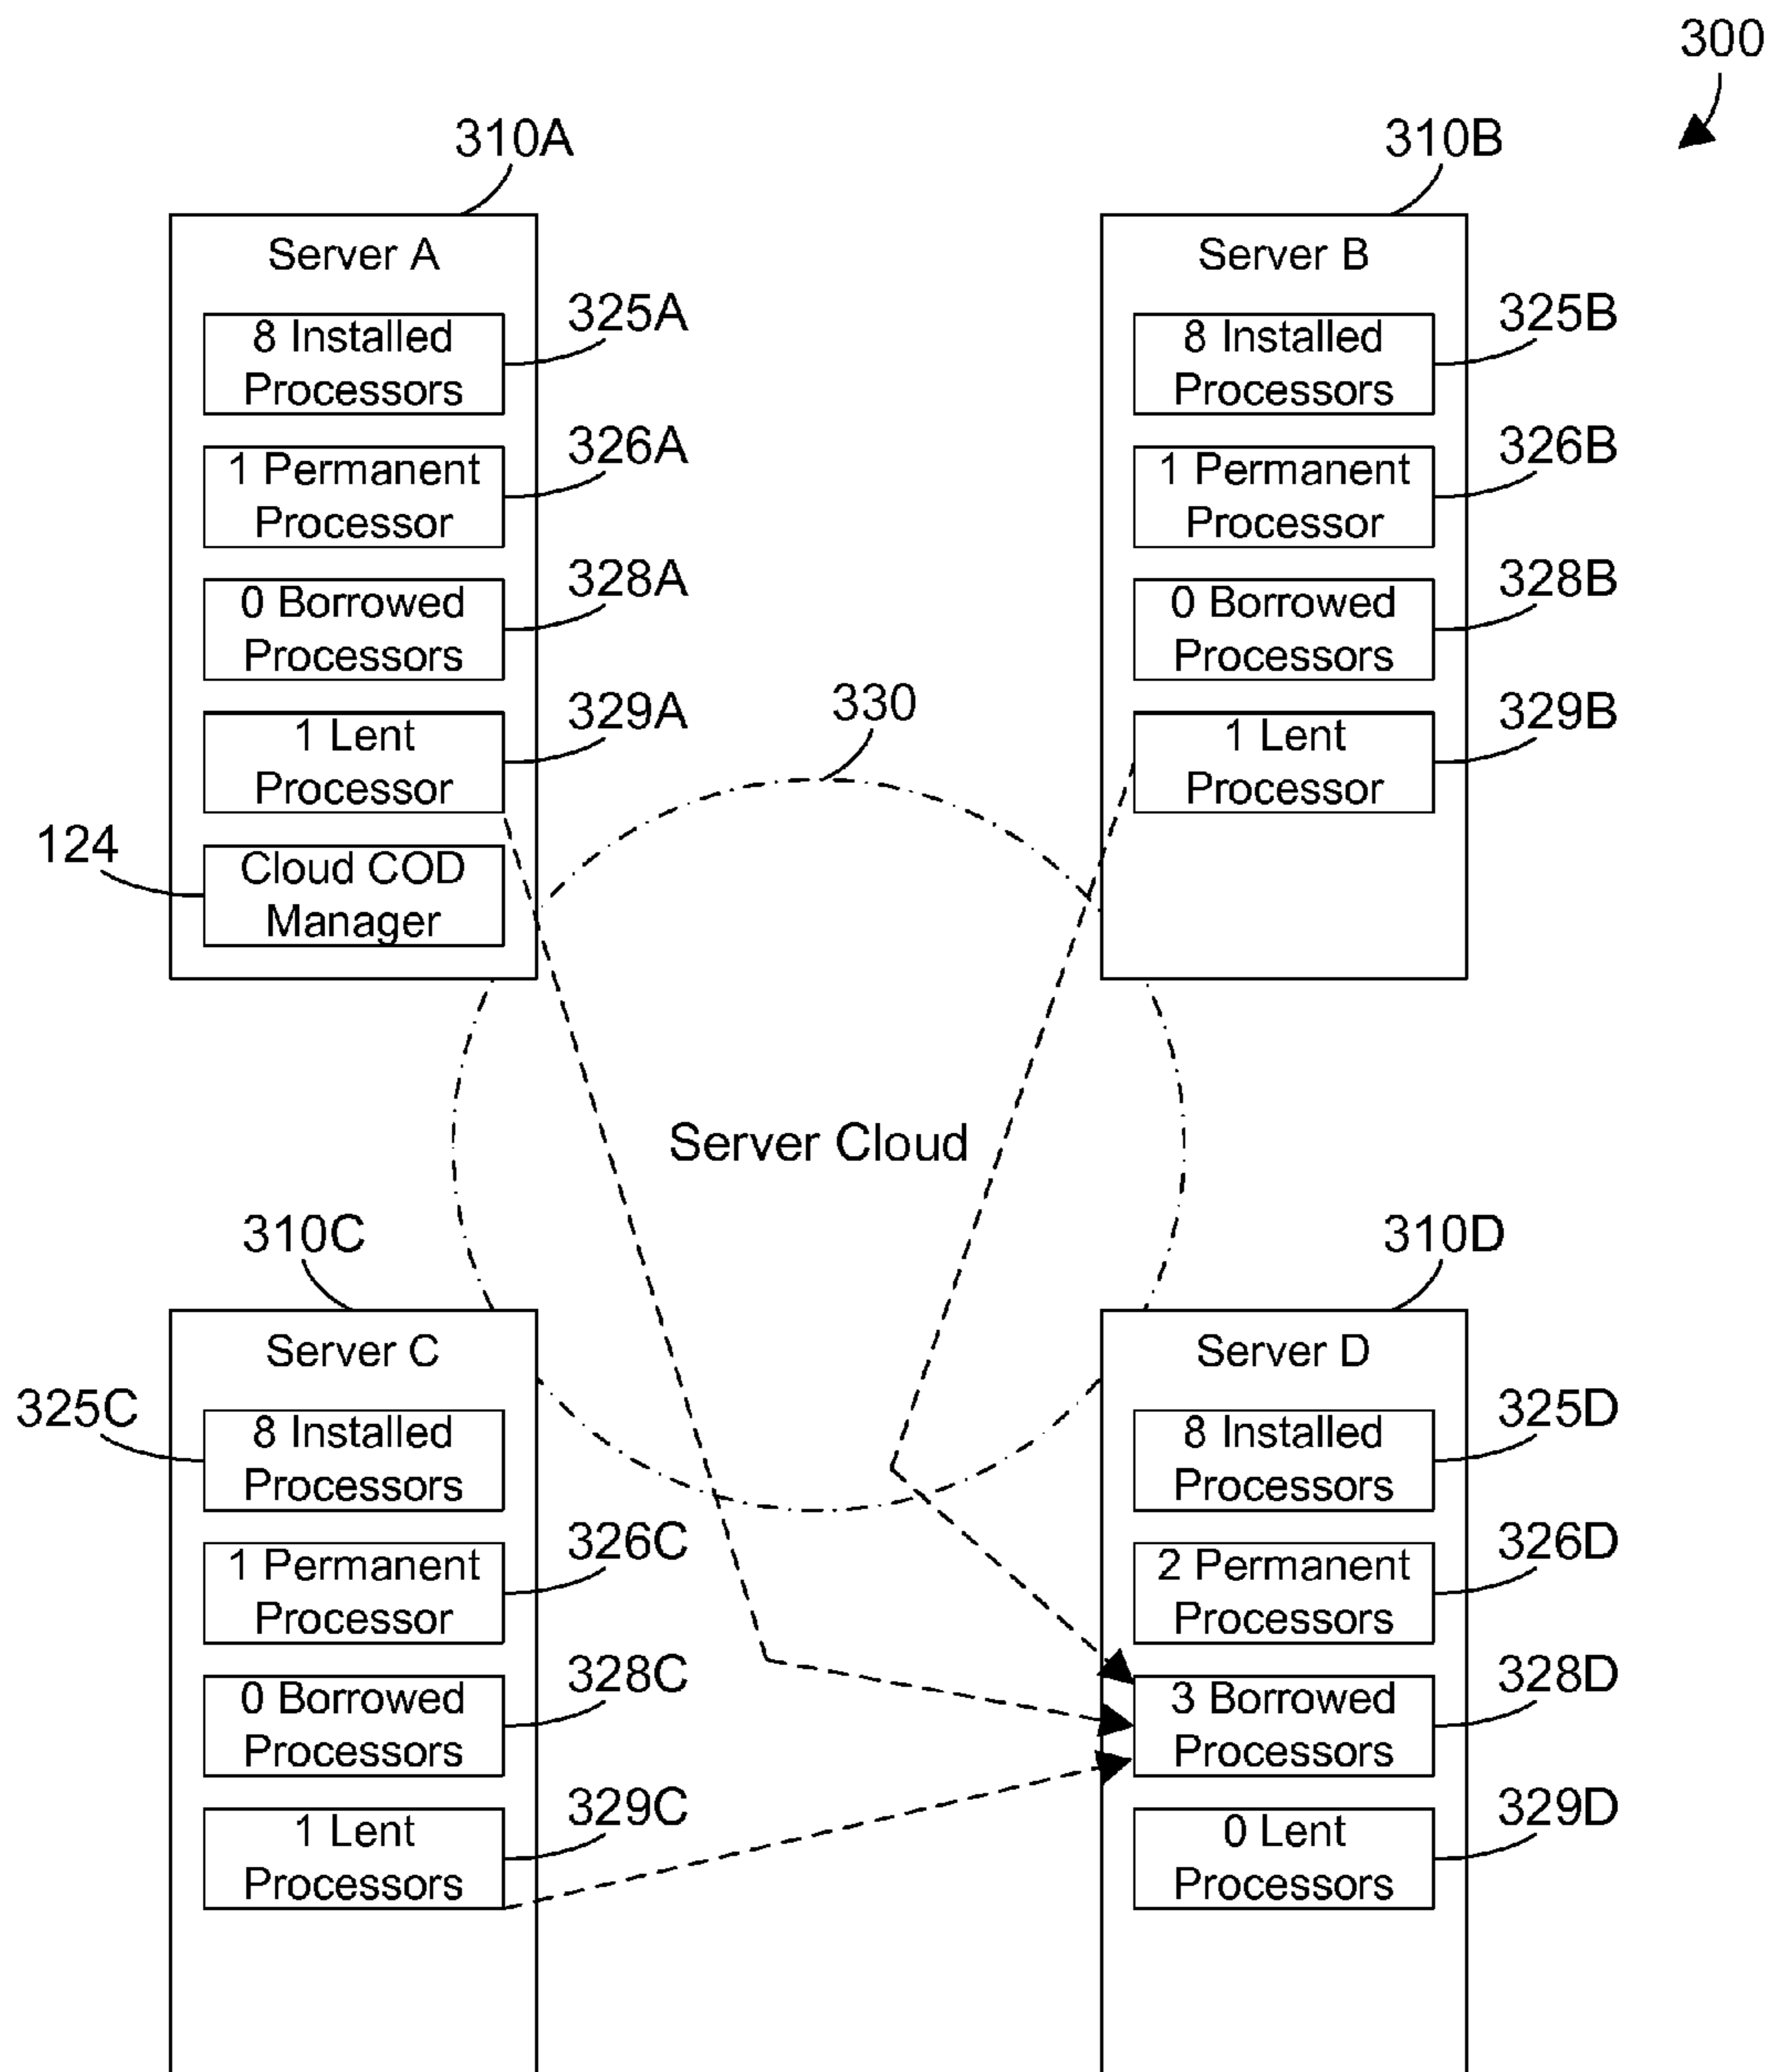 300
310A
310B
Server A
8 Installed
Processors
325A
1 Permanent
Processor
326A
0 Borrowed
Processors
328A
1 Lent
Processor
329A
124
Cloud COD
Manager
Server B
8 Installed
Processors
325B
1 Permanent
Processor
326B
0 Borrowed
Processors
328B
1 Lent
Processor
329B
330
Server Cloud
310C
310D
Server C
325C
8 Installed
Processors
1 Permanent
Processor
326C
0 Borrowed
Processors
328C
1 Lent
Processors
329C
Server D
8 Installed
Processors
325D
2 Permanent
Processors
326D
3 Borrowed
Processors
328D
0 Lent
Processors
329D